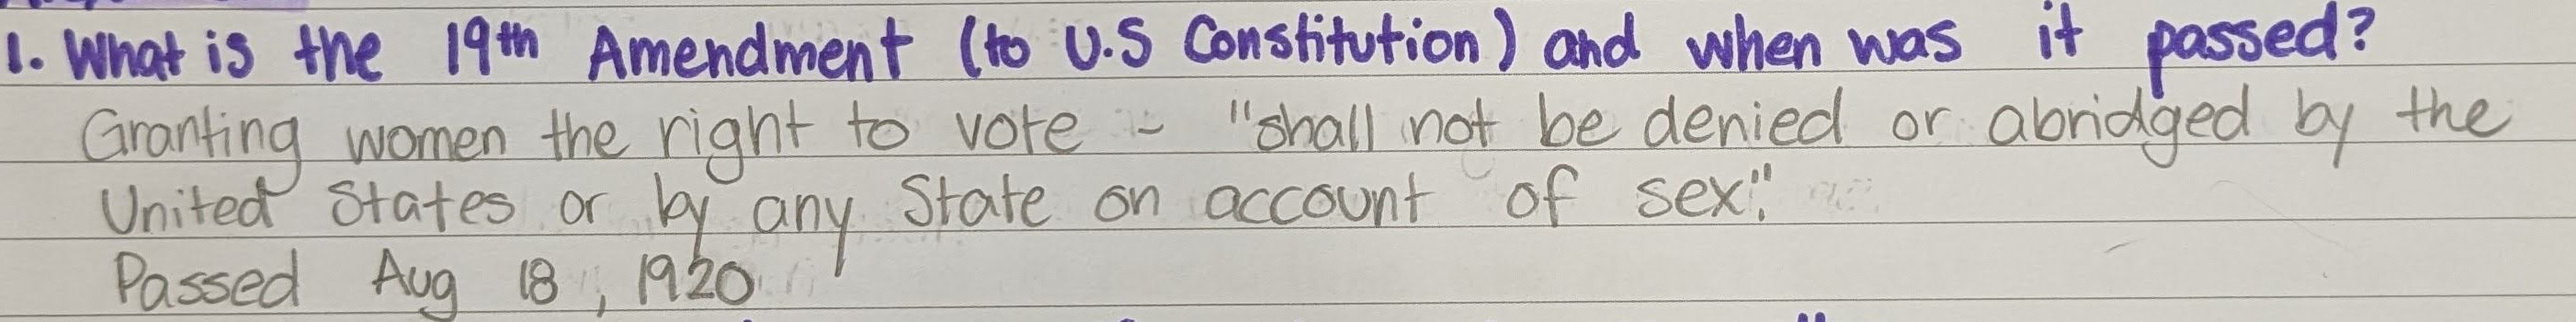 1. What is the 19th Amendment (to U.S Constitution) and when was it passed?
Granting women the right to vote - "shall not be denied or abridged by the
United States or by any State on account of sex."
Passed Aug 18, 1920